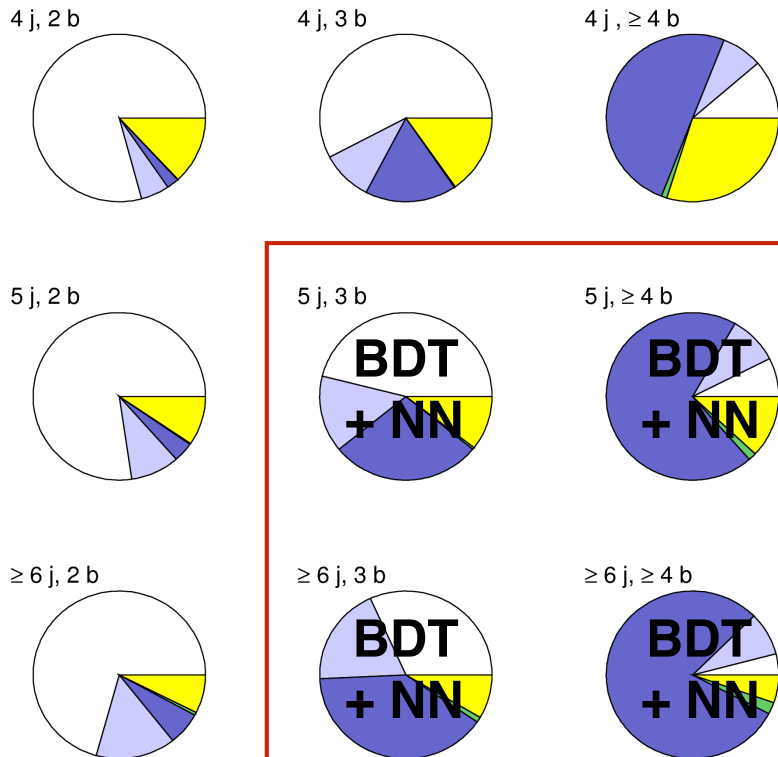 4 j, 2 b
4 j, 3 b
4 j , ≥ 4 b
5 j, 2 b
5 j, 3 b
5 j, ≥ 4 b
BDT
+ NN
BDT
+ NN
≥ 6 j, 2 b
≥ 6 j, 3 b
≥ 6 j, ≥ 4 b
BDT
+ NN
BDT
+ NN